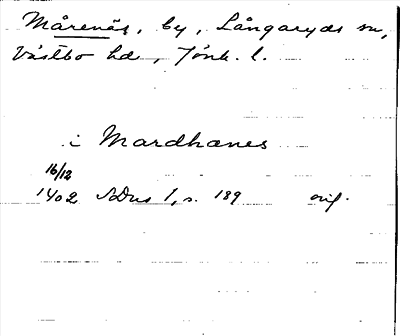 Mårenäs, by, Långaryds sn,
Västbo hd, Jönk. l.
i Mardhanes
16/12
1402 SDns 1, s. 189 orig.